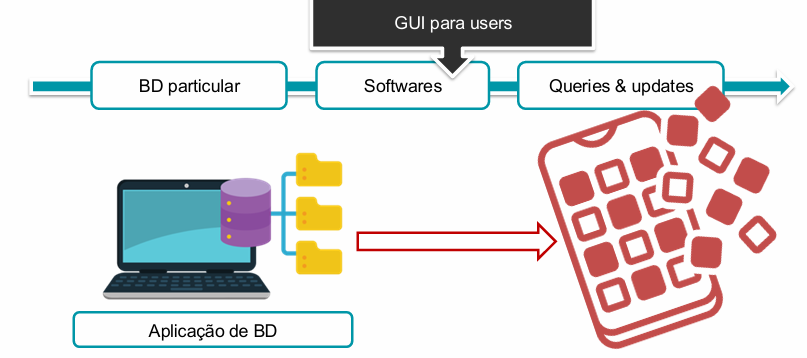 GUI para users
BD particular
Softwares
Queries & updates
Aplicação de BD